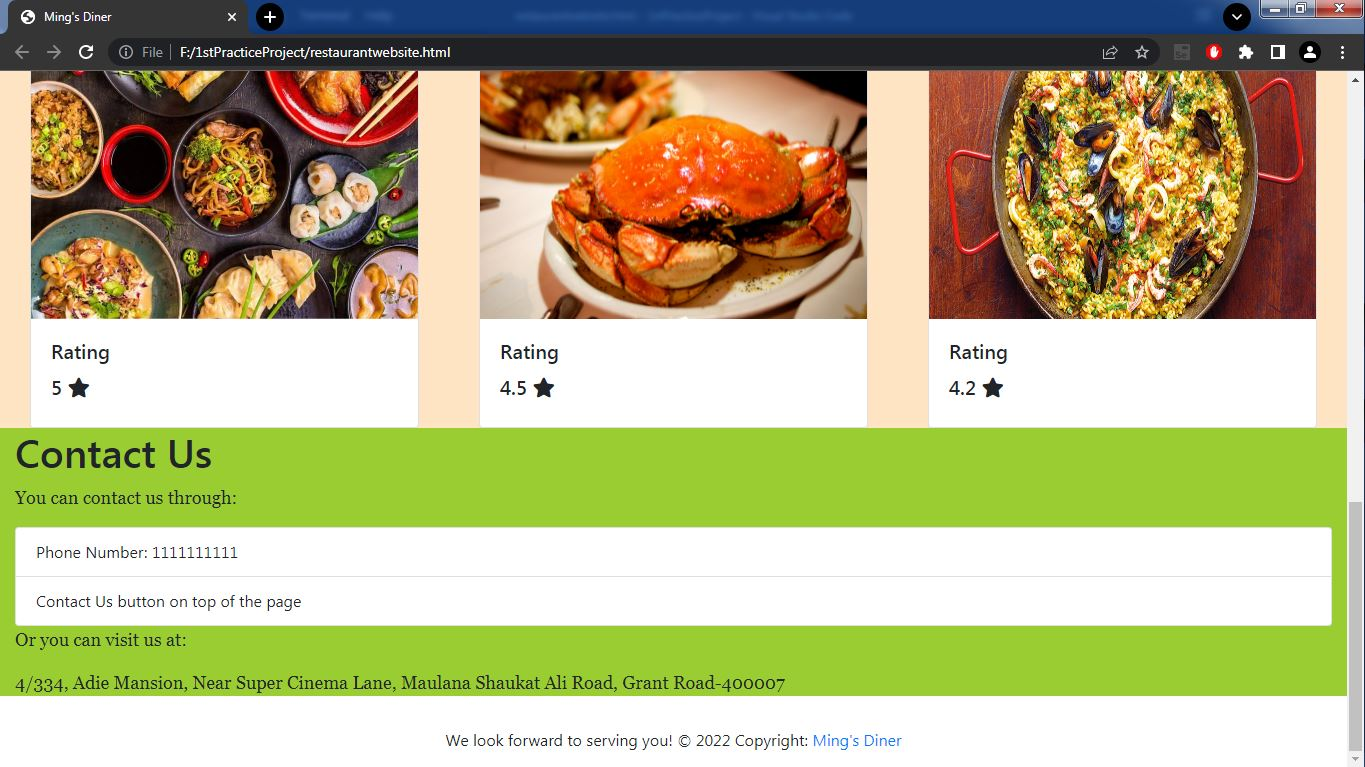 Ming's Diner
File
F:/1stPracticeProject/restaurantwebsite.html
Rating
5
Rating
4.5
Rating
4.2
Contact Us
You can contact us through:
Phone Number: 1111111111
Contact Us button on top of the page
Or you can visit us at:
4/334, Adie Mansion, Near Super Cinema Lane, Maulana Shaukat Ali Road, Grant Road-400007
We look forward to serving you! © 2022 Copyright: Ming's Diner